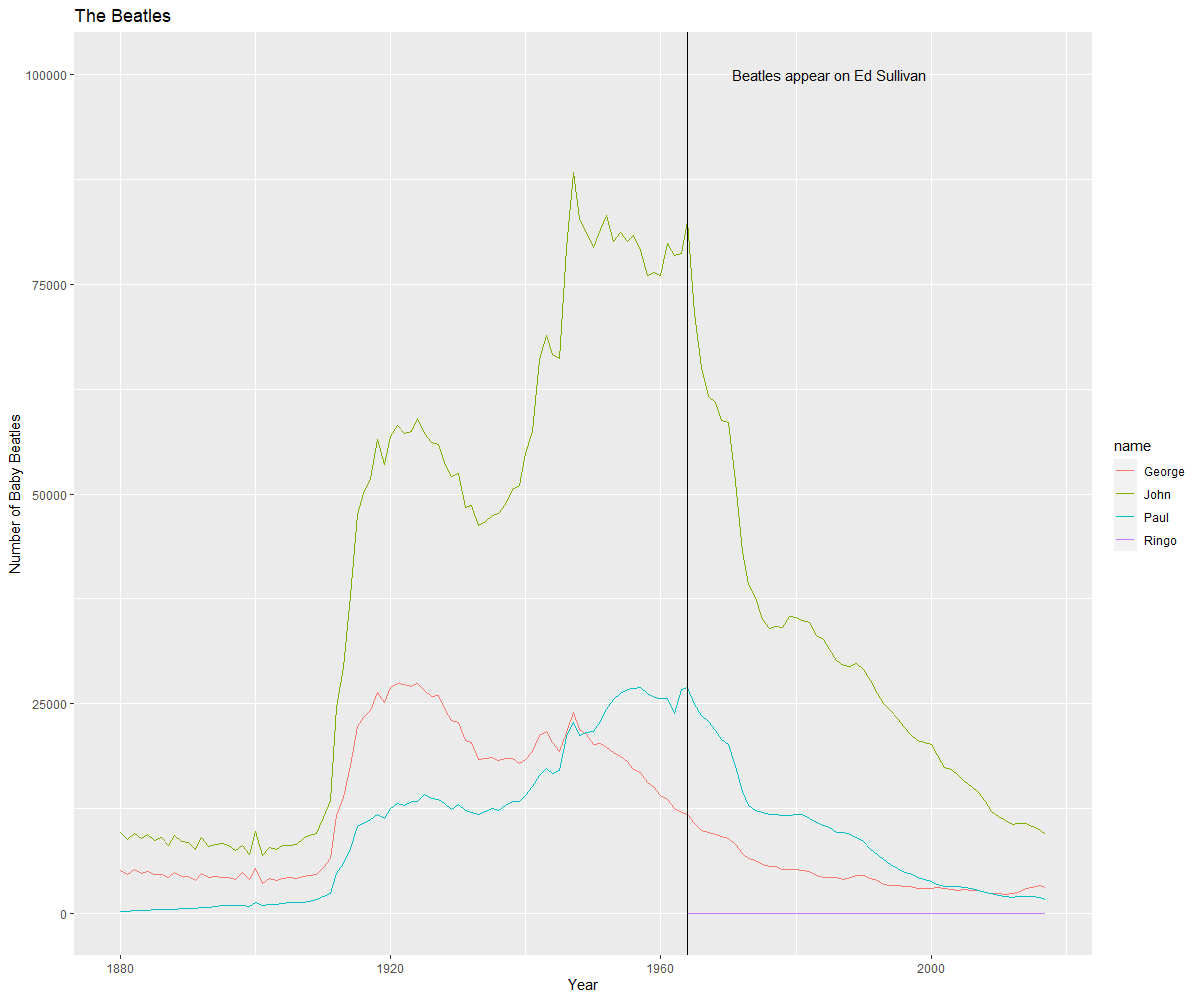 The Beatles
100000
75000
50000
25000
0
Number of Baby Beatles
Beatles appear on Ed Sullivan
1880
1920
1960
2000
Year
name
George
John
Paul
Ringo